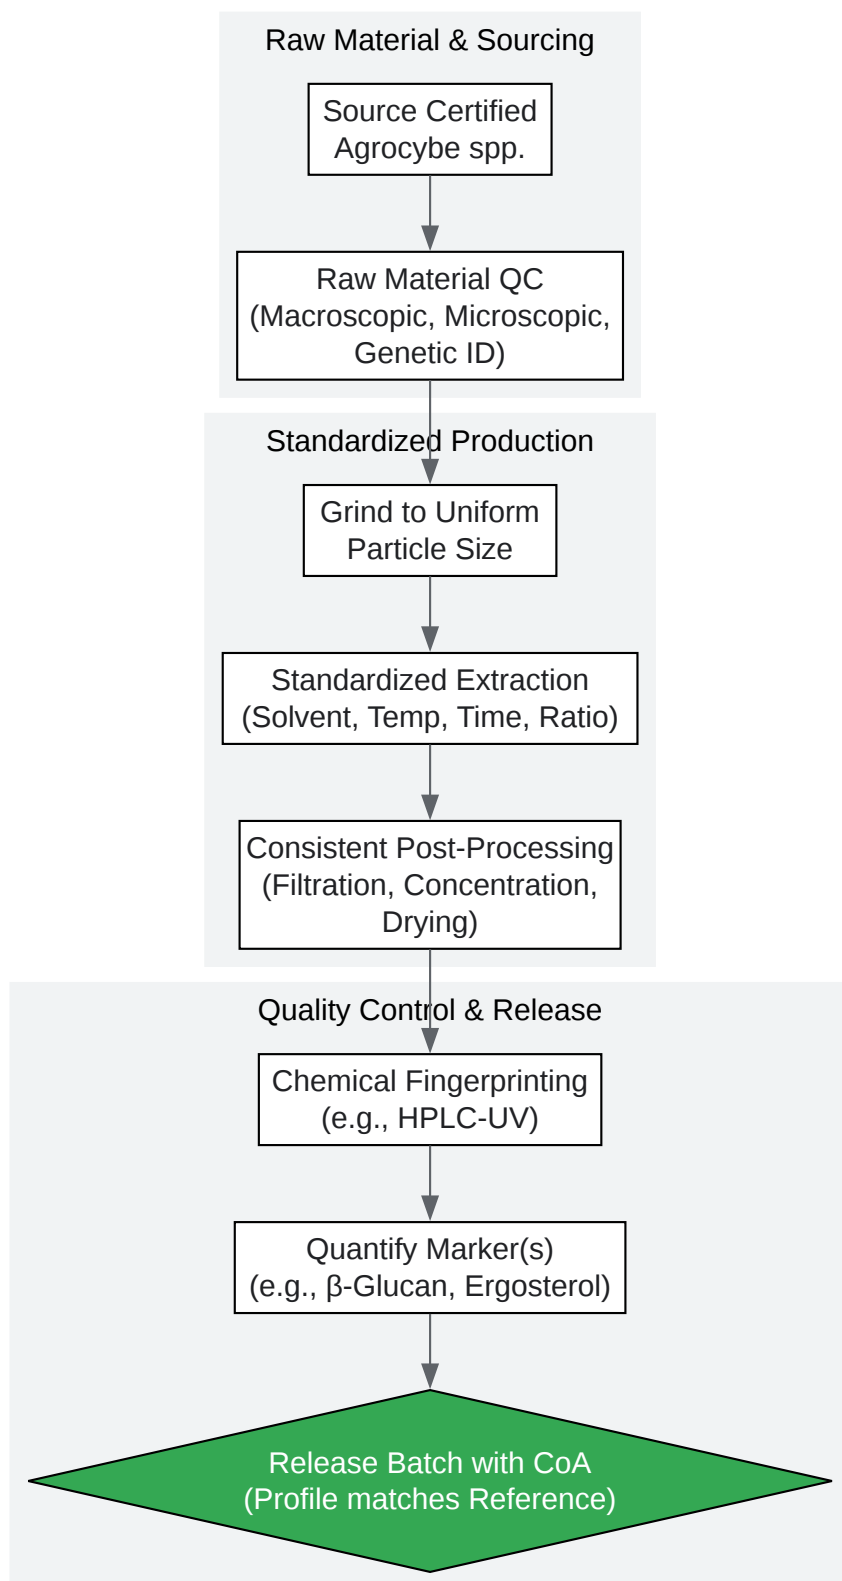 Raw Material & Sourcing
Source Certified
Agrocybe spp.
Raw Material QC
(Macroscopic, Microscopic,
Genetic ID)
Standardized Production
Grind to Uniform
Particle Size
Standardized Extraction
(Solvent, Temp, Time, Ratio)
Consistent Post-Processing
(Filtration, Concentration,
Drying)
Quality Control & Release
Chemical Fingerprinting
(e.g., HPLC-UV)
Quantify Marker(s)
(e.g., β-Glucan, Ergosterol)
Release Batch with CoA
(Profile matches Reference)